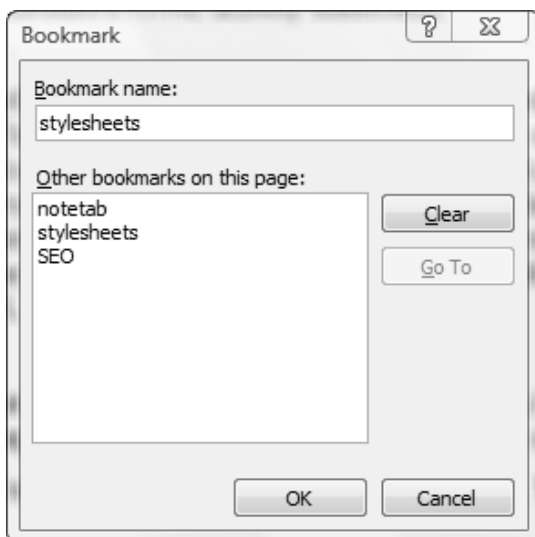 Bookmark
Bookmark name:
stylesheets
Other bookmarks on this page:
notetab
stylesheets
SEO
Clear
Go To
OK
Cancel